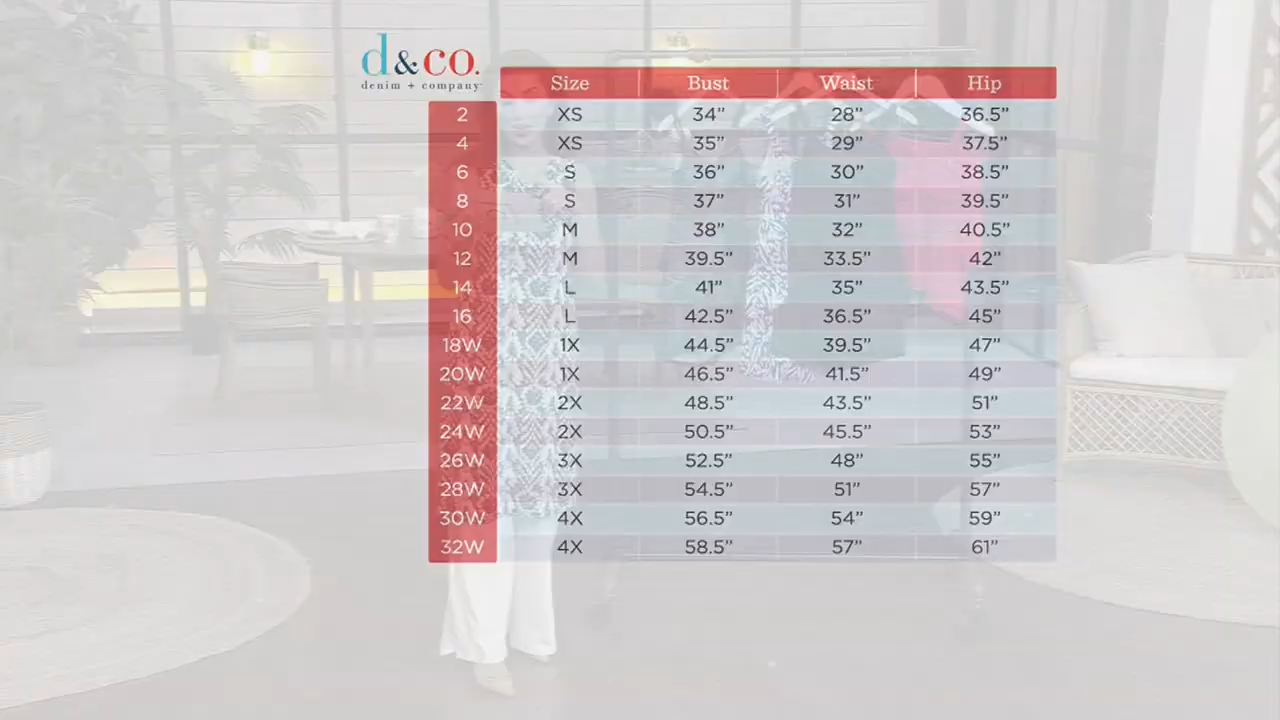 d&co.
denim + company
Size Bust Waist Hip
2 XS 34” 28” 36.5”
4 XS 35” 29” 37.5”
6 S 36” 30” 38.5”
8 S 37” 31” 39.5”
10 M 38” 32” 40.5”
12 M 39.5” 33.5” 42”
14 L 41” 35” 43.5”
16 L 42.5” 36.5” 45”
18W 1X 44.5” 39.5” 47”
20W 1X 46.5” 41.5” 49”
22W 2X 48.5” 43.5” 51”
24W 2X 50.5” 45.5” 53”
26W 3X 52.5” 48” 55”
28W 3X 54.5” 51” 57”
30W 4X 56.5” 54” 59”
32W 4X 58.5” 57” 61”